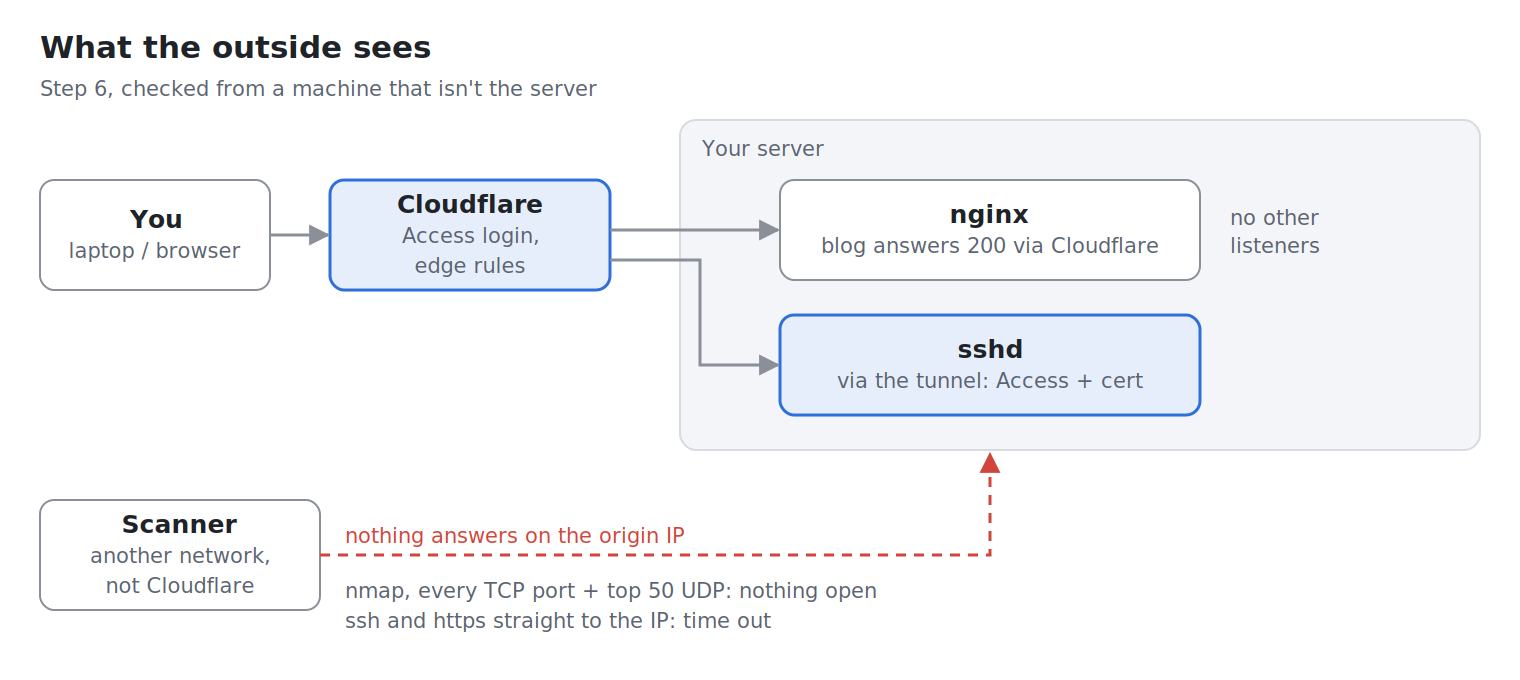 What the outside sees
Step 6, checked from a machine that isn't the server
Your server
You
laptop / browser
Cloudflare
Access login,
edge rules
nginx
blog answers 200 via Cloudflare
no other
listeners
sshd
via the tunnel: Access + cert
Scanner
another network,
not Cloudflare
nothing answers on the origin IP
nmap, every TCP port + top 50 UDP: nothing open
ssh and https straight to the IP: time out